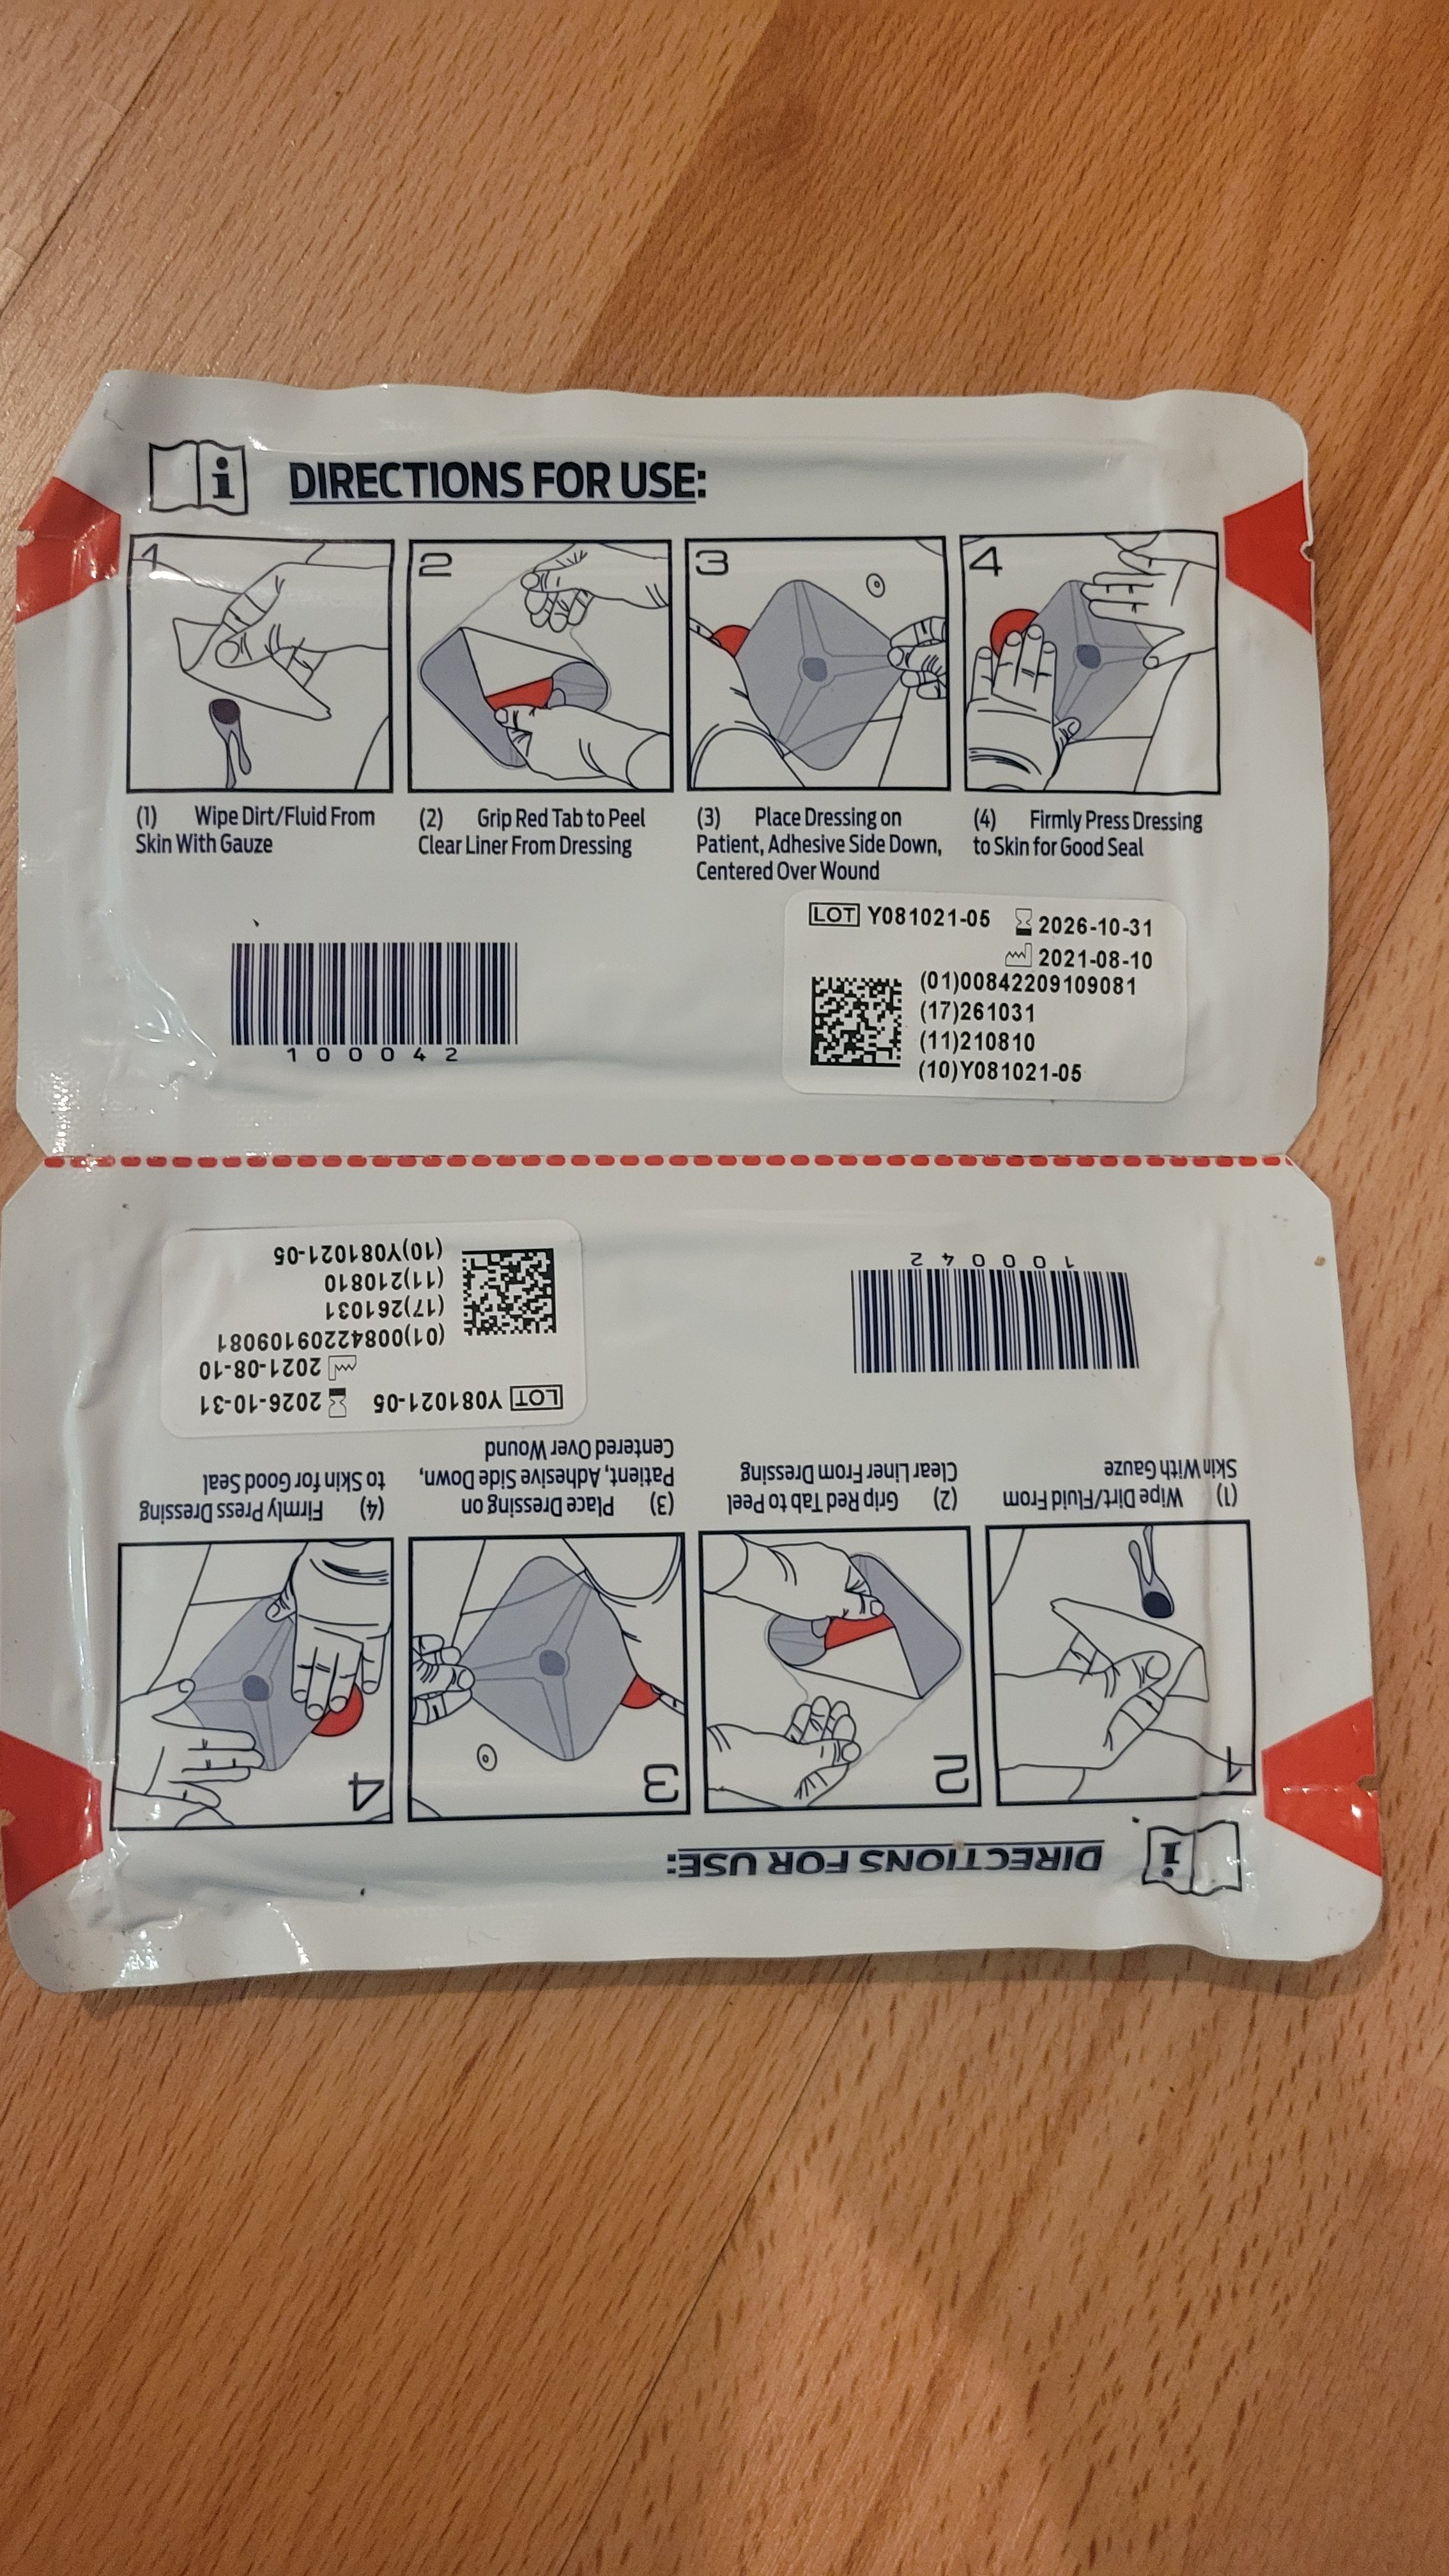 DIRECTIONS FOR USE:
1
2
3
4
(1) Wipe Dirt/Fluid From
Skin With Gauze
(2) Grip Red Tab to Peel
Clear Liner From Dressing
(3) Place Dressing on
Patient, Adhesive Side Down,
Centered Over Wound
(4) Firmly Press Dressing
to Skin for Good Seal
100042
LOT Y081021-05 2026-10-31
2021-08-10
(01)00842209109081
(17)261031
(11)210810
(10)Y081021-05
DIRECTIONS FOR USE:
1
2
3
4
(1) Wipe Dirt/Fluid From
Skin With Gauze
(2) Grip Red Tab to Peel
Clear Liner From Dressing
(3) Place Dressing on
Patient, Adhesive Side Down,
Centered Over Wound
(4) Firmly Press Dressing
to Skin for Good Seal
100042
LOT Y081021-05 2026-10-31
2021-08-10
(01)00842209109081
(17)261031
(11)210810
(10)Y081021-05